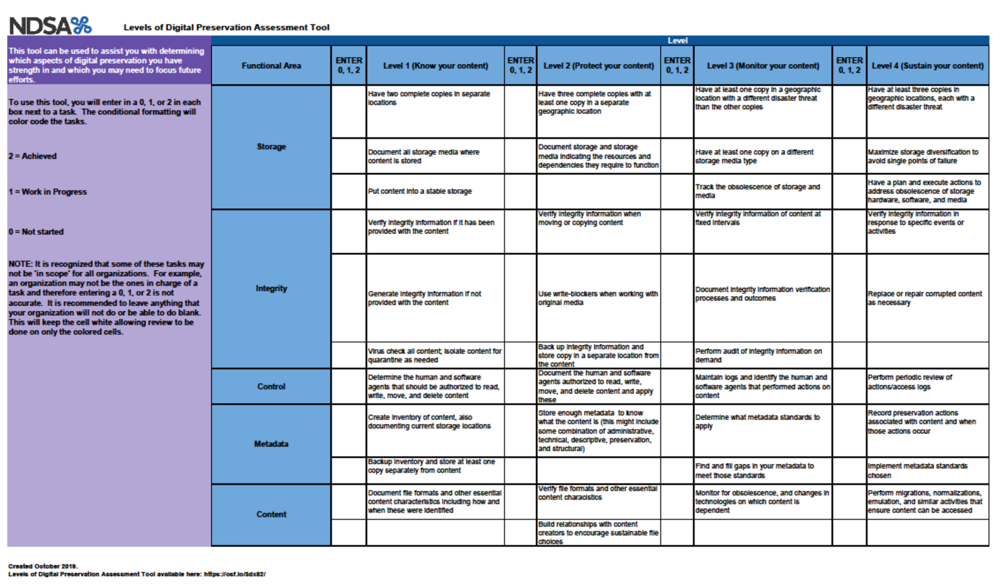 NDSA
Levels of Digital Preservation Assessment Tool
This tool can be used to assist you with determining
which aspects of digital preservation you have
strength in and which you may need to focus future
efforts.
To use this tool, you will enter in a 0, 1, or 2 in each
box next to a task.  The conditional formatting will
color code the tasks.
2 = Achieved
1 = Work in Progress
0 = Not started
NOTE: It is recognized that some of these tasks may
not be 'in scope' for all organizations.  For example,
an organization may not be the ones in charge of a
task and therefore entering a 0, 1, or 2 is not
accurate.  It is recommended to leave anything that
your organization will not do or be able to do blank.
This will keep the cell white allowing review to be
done on only the colored cells.
Level
Functional Area
ENTER
0, 1, 2
Level 1 (Know your content)
ENTER
0, 1, 2
Level 2 (Protect your content)
ENTER
0, 1, 2
Level 3 (Monitor your content)
ENTER
0, 1, 2
Level 4 (Sustain your content)
Storage
Have two complete copies in separate
locations
Have three complete copies with at
least one copy in a separate
geographic location
Have at least one copy in a geographic
location with a different disaster threat
than the other copies
Have at least three copies in
geographic locations, each with a
different disaster threat
Document all storage media where
content is stored
Document storage and storage
media indicating the resources and
dependencies they require to function
Have at least one copy on a different
storage media type
Maximize storage diversification to
avoid single points of failure
Put content into a stable storage
Track the obsolescence of storage and
media
Have a plan and execute actions to
address obsolescence of storage
hardware, software, and media
Integrity
Verify integrity information if it has been
provided with the content
Verify integrity information when
moving or copying content
Verify integrity information of content at
fixed intervals
Verify integrity information in
response to specific events or
activities
Generate integrity information if not
provided with the content
Use write-blockers when working with
original media
Document integrity information verification
processes and outcomes
Replace or repair corrupted content
as necessary
Virus check all content; isolate content for
quarantine as needed
Back up integrity information and
store copy in a separate location from
the content
Perform audit of integrity information on
demand
Control
Determine the human and software
agents that should be authorized to read,
write, move, and delete content
Document the human and software
agents authorized to read, write,
move, and delete content and apply
these
Maintain logs and identify the human and
software agents that performed actions on
content
Perform periodic review of
actions/access logs
Metadata
Create inventory of content, also
documenting current storage locations
Store enough metadata  to know
what the content is (this might include
some combination of administrative,
technical, descriptive, preservation,
and structural)
Determine what metadata standards to
apply
Record preservation actions
associated with content and when
those actions occur
Backup inventory and store at least one
copy separately from content
Find and fill gaps in your metadata to
meet those standards
Implement metadata standards
chosen
Content
Document file formats and other essential
content characteristics including how and
when these were identified
Verify file formats and other essential
content characistics
Monitor for obsolescence, and changes in
technologies on which content is
dependent
Perform migrations, normalizations,
emulation, and similar activities that
ensure content can be accessed
Build relationships with content
creators to encourage sustainable file
choices
Created October 2019.
Levels of Digital Preservation Assessment Tool available here: https://osf.io/3dx82/